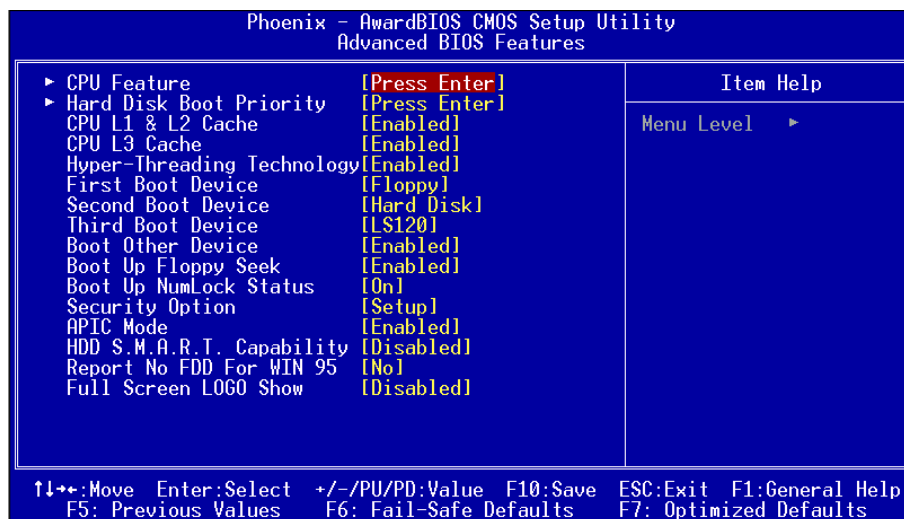 Phoenix – AwardBIOS CMOS Setup Utility
Advanced BIOS Features
► CPU Feature [Press Enter]
► Hard Disk Boot Priority [Press Enter]
CPU L1 & L2 Cache [Enabled]
CPU L3 Cache [Enabled]
Hyper-Threading Technology[Enabled]
First Boot Device [Floppy]
Second Boot Device [Hard Disk]
Third Boot Device [LS120]
Boot Other Device [Enabled]
Boot Up Floppy Seek [Enabled]
Boot Up NumLock Status [On]
Security Option [Setup]
APIC Mode [Enabled]
HDD S.M.A.R.T. Capability [Disabled]
Report No FDD For WIN 95 [No]
Full Screen LOGO Show [Disabled]
Item Help
Menu Level ►
↑↓→←:Move Enter:Select +/-/PU/PD:Value F10:Save ESC:Exit F1:General Help
F5: Previous Values F6: Fail-Safe Defaults F7: Optimized Defaults